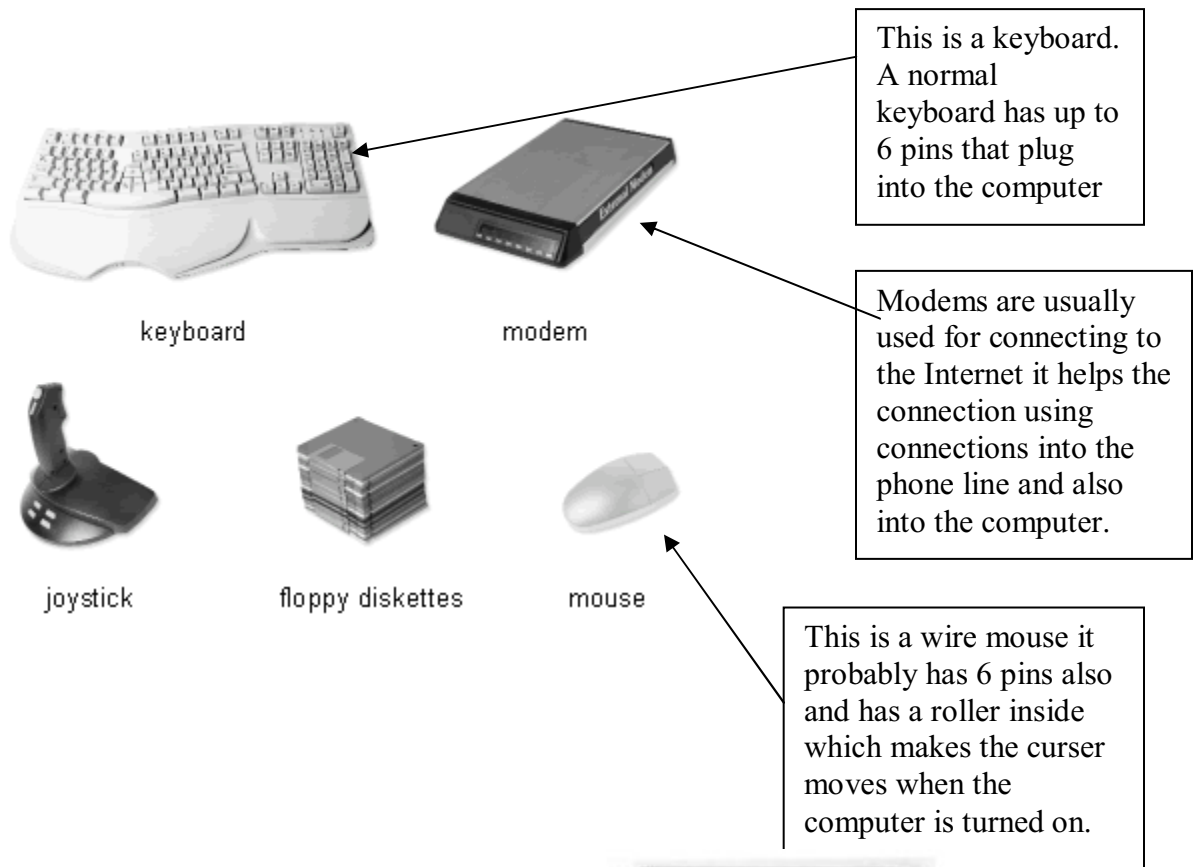 This is a keyboard.
A normal
keyboard has up to
6 pins that plug
into the computer
External Modem
keyboard
modem
Modems are usually
used for connecting to
the Internet it helps the
connection using
connections into the
phone line and also
into the computer.
joystick
floppy diskettes
mouse
This is a wire mouse it
probably has 6 pins also
and has a roller inside
which makes the curser
moves when the
computer is turned on.